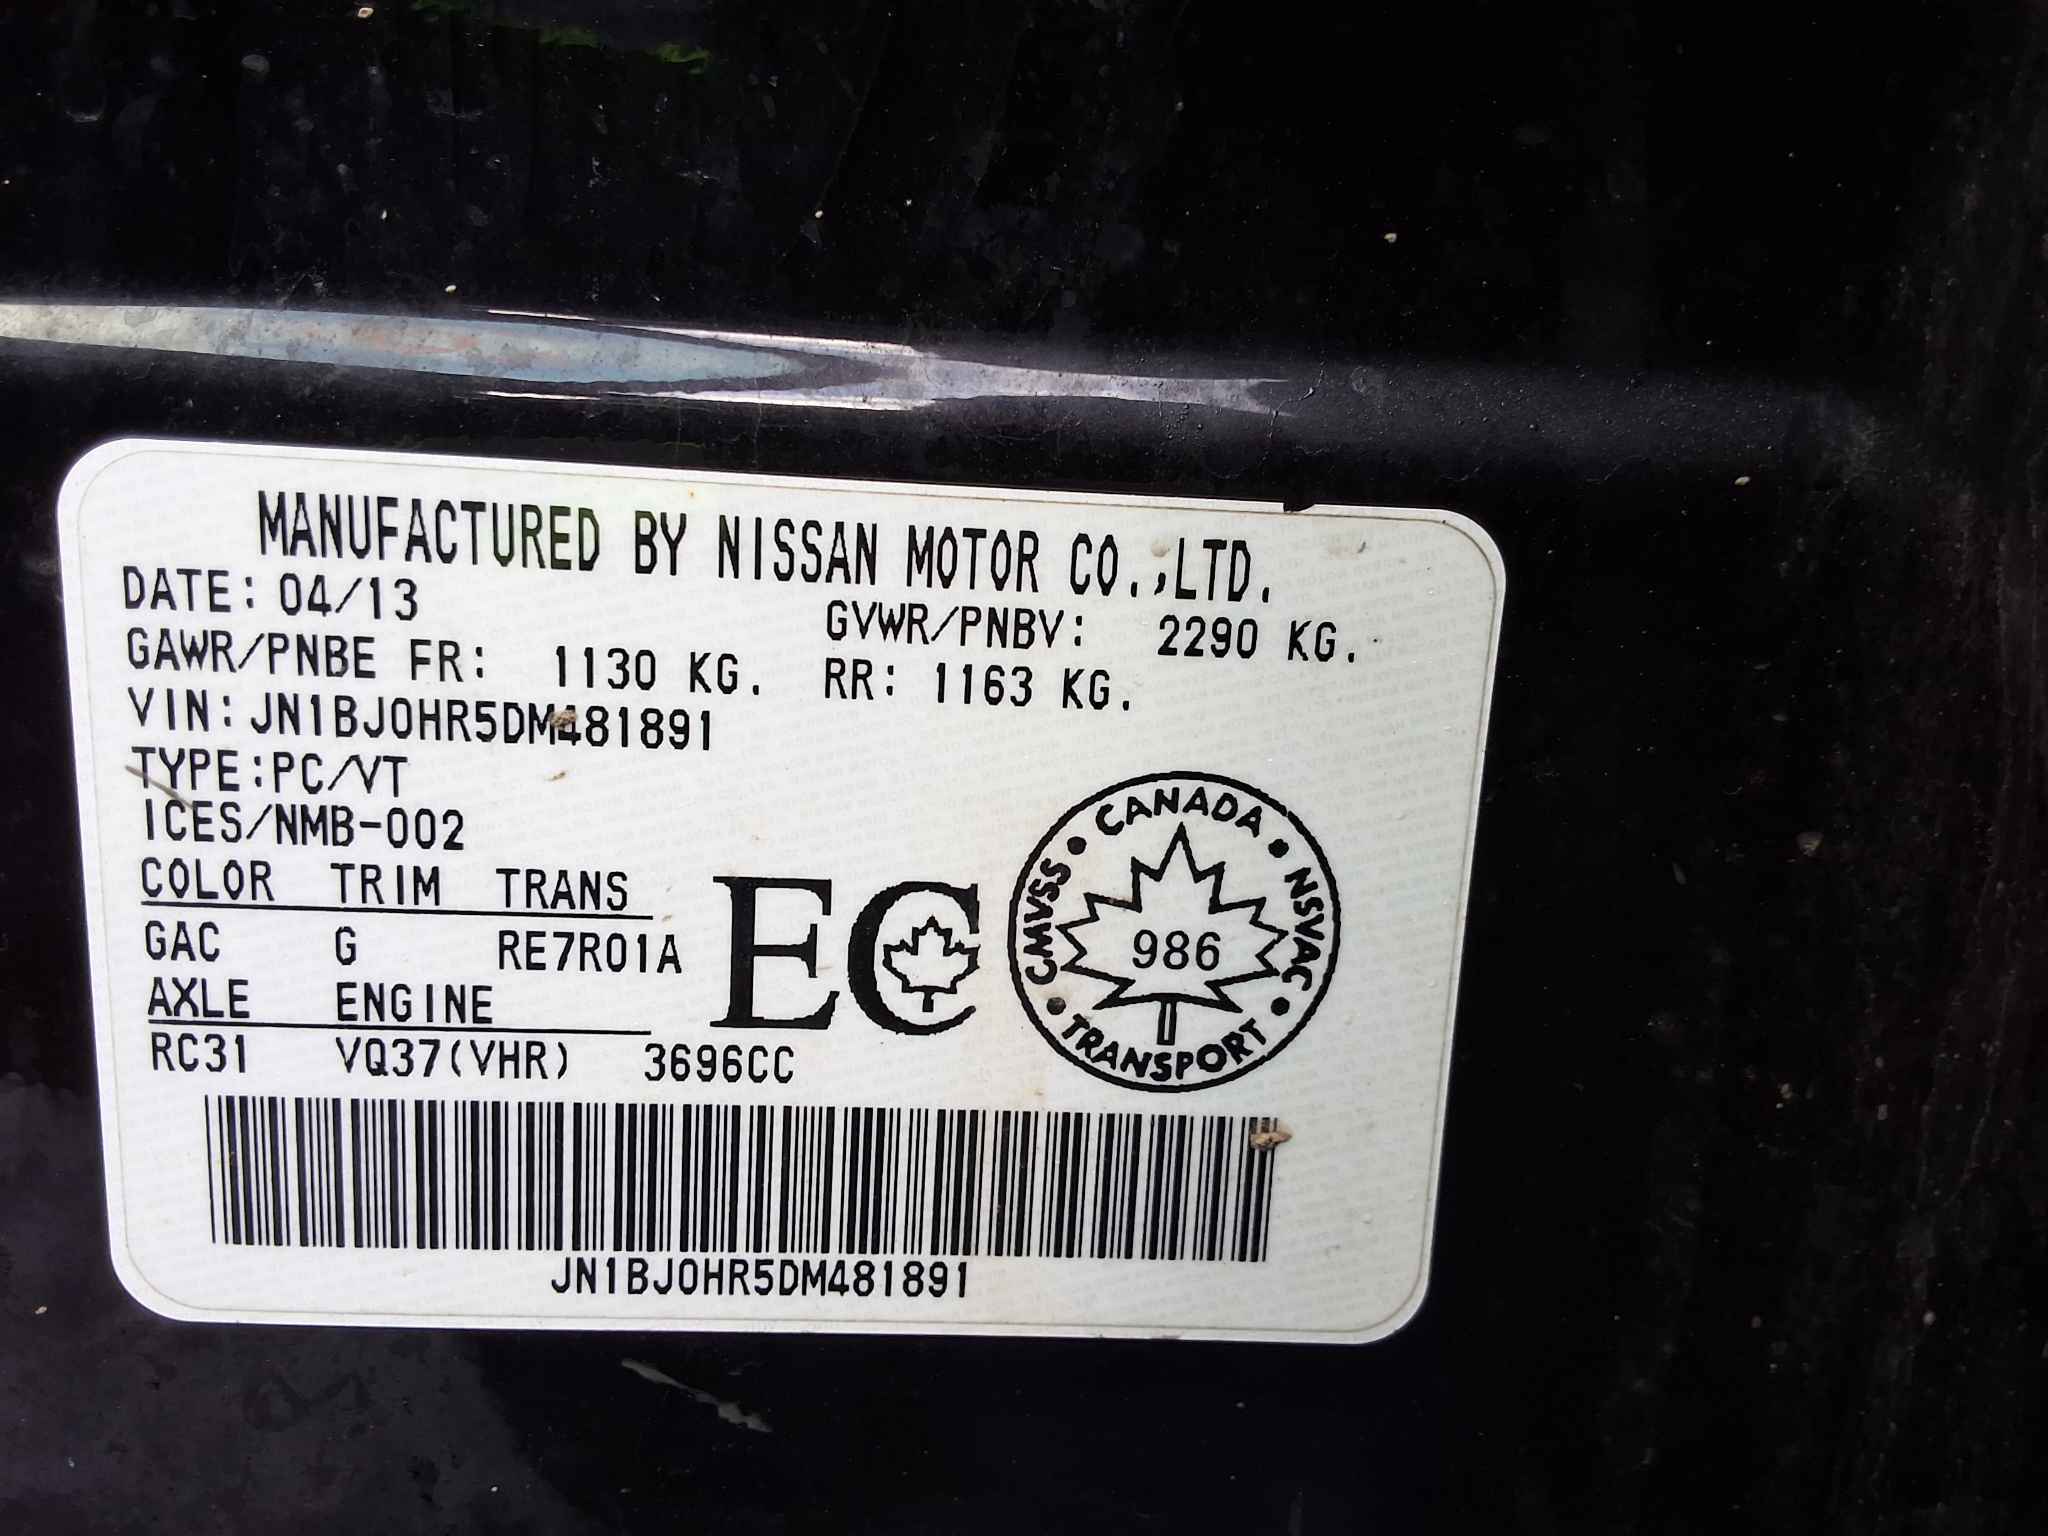 MANUFACTURED BY NISSAN MOTOR CO.,LTD.
DATE: 04/13 GVWR/PNBV: 2290 KG.
GAWR/PNBE FR: 1130 KG. RR: 1163 KG.
VIN:JN1BJ0HR5DM481891
TYPE:PC/VT
ICES/NMB-002
COLOR TRIM TRANS
GAC G RE7R01A
AXLE ENGINE
RC31 VQ37(VHR) 3696CC
EC
CANADA
CMVSS
NSVAC
986
TRANSPORT
JN1BJ0HR5DM481891